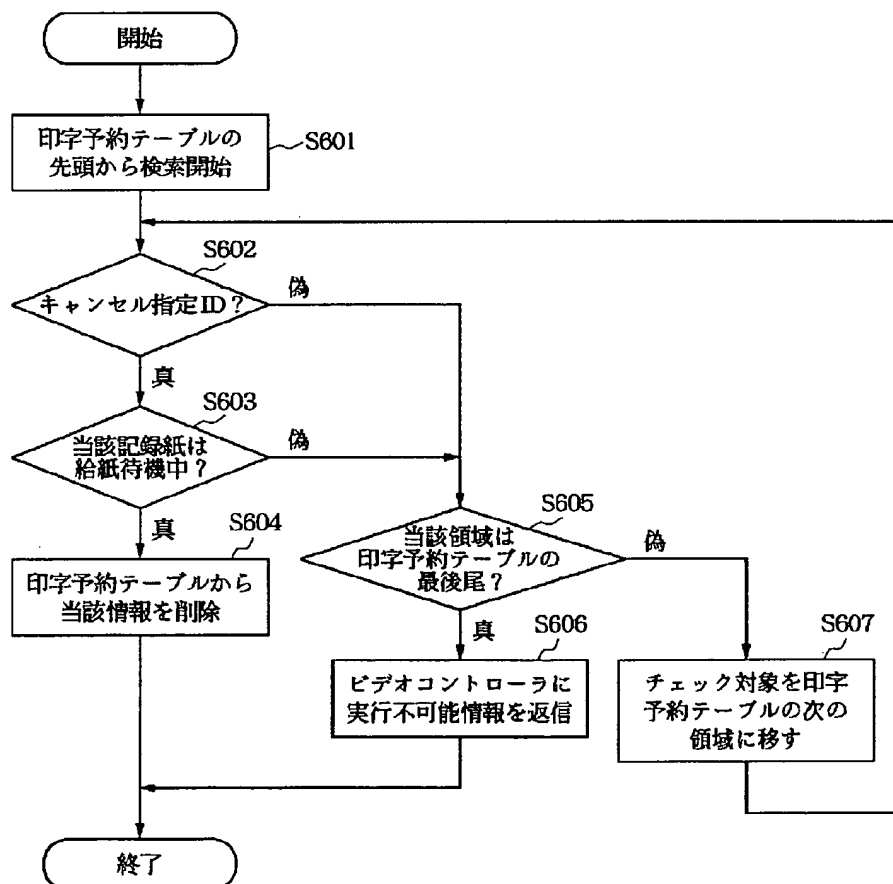 開始
印字予約テーブルの
先頭から検索開始
S601
S602
キャンセル指定ID？
偽
真
S603
当該記録紙は
給紙待機中？
偽
真
S604
印字予約テーブルから
当該情報を削除
S605
当該領域は
印字予約テーブルの
最後尾？
偽
真
S606
ビデオコントローラに
実行不可能情報を返信
S607
チェック対象を印字
予約テーブルの次の
領域に移す
終了